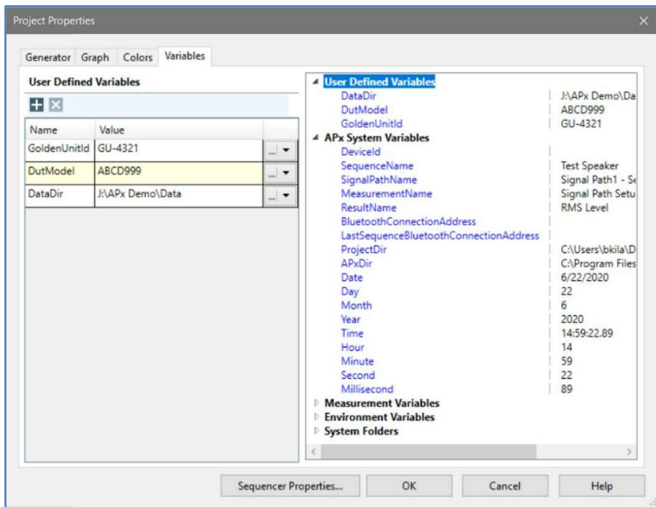 Project Properties
Generator Graph Colors Variables
User Defined Variables
Name Value
GoldenUnitId GU-4321 ...
DutModel ABCD999 ...
DataDir J:\APx Demo\Data ...
User Defined Variables
DataDir J:\APx Demo\Da
DutModel ABCD999
GoldenUnitId GU-4321
APx System Variables
DeviceId
SequenceName Test Speaker
SignalPathName Signal Path1 - Se
MeasurementName Signal Path Setu
ResultName RMS Level
BluetoothConnectionAddress
LastSequenceBluetoothConnectionAddress
ProjectDir C:\Users\bkila\D
APxDir C:\Program Files
Date 6/22/2020
Day 22
Month 6
Year 2020
Time 14:59:22.89
Hour 14
Minute 59
Second 22
Millisecond 89
Measurement Variables
Environment Variables
System Folders
Sequencer Properties... OK Cancel Help